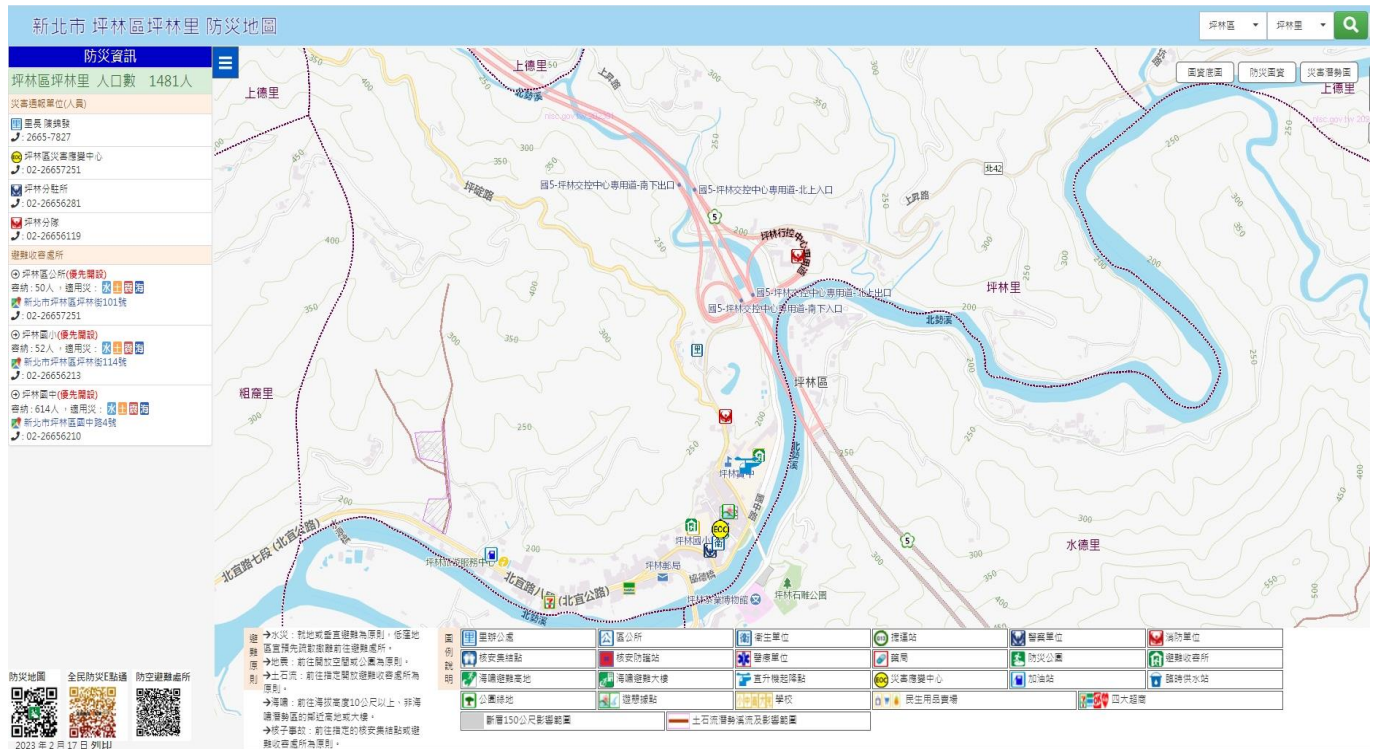 新北市 坪林區坪林里 防災地圖
坪林區
坪林里
防災資訊
坪林區坪林里 人口數 1481人
災害通報單位(人員)
里長 陳
: 2665-7827
坪林區災害應變中心
: 02-26657251
坪林分駐所
: 02-26656281
坪林分隊
: 02-26656119
避難收容處所
坪林區公所(優先開設)
容納 : 50人 , 適用災 : 水 土 震 海
新北市坪林區坪林街101號
: 02-26657251
坪林國小(優先開設)
容納 : 52人 , 適用災 : 水 土 震 海
新北市坪林區坪林街114號
: 02-26656213
坪林國中(優先開設)
容納 : 614人 , 適用災 : 水 土 震 海
新北市坪林區國中路4號
: 02-26656210
防災地圖 全民防災E點通 防空避難處所
2023 年 2 月 17 日 列印
圖資底圖 防災圖資 災害潛勢圖
上德里
上德里
上德里
北勢溪
上昇路
坪碇路
國5-坪林交控中心專用道-南下出口
國5-坪林交控中心專用道-北上入口
北42
上昇路
5
坪林行控中心專用道
坪林里
國5-坪林交控中心專用道-北上出口
國5-坪林交控中心專用道-南下入口
北勢溪
里
粗窟里
坪林區
坪林國中
國中路
北勢溪
坪林國小
EOC
衛
坪林郵局
協德橋
坪林茶業博物館
坪林石雕公園
水德里
5
北宜路七段 (北宜公路)
坪林旅遊服務中心
北宜路八段 (北宜公路)
北勢溪
避難原則
➔水災：就地或垂直避難為原則，低窪地
區宜預先疏散撤離前往避難處所。
➔地震：前往開放空間或公園為原則。
➔土石流：前往指定開放避難收容處所為
原則。
➔海嘯：前往海拔高度10公尺以上、非海
嘯潛勢區的鄰近高地或大樓。
➔核子事故：前往指定的核安集結點或避
難收容處所為原則。
圖例說明
里辦公處 區公所 衛生單位 捷運站 警察單位 消防單位
核安集結點 核安防護站 醫療單位 藥局 防災公園 避難收容所
海嘯避難高地 海嘯避難大樓 直升機起降點 災害應變中心 加油站 臨時供水站
公園綠地 遊憩據點 學校 民生用品賣場 四大超商
斷層150公尺影響範圍 土石流潛勢溪流及影響範圍